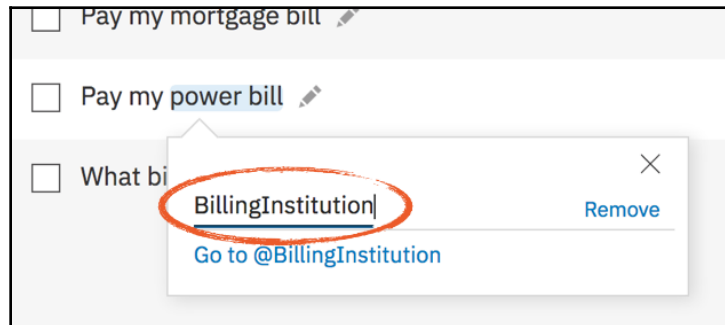 Pay my mortgage bill
Pay my power bill
What bi
BillingInstitution
Remove
Go to @BillingInstitution